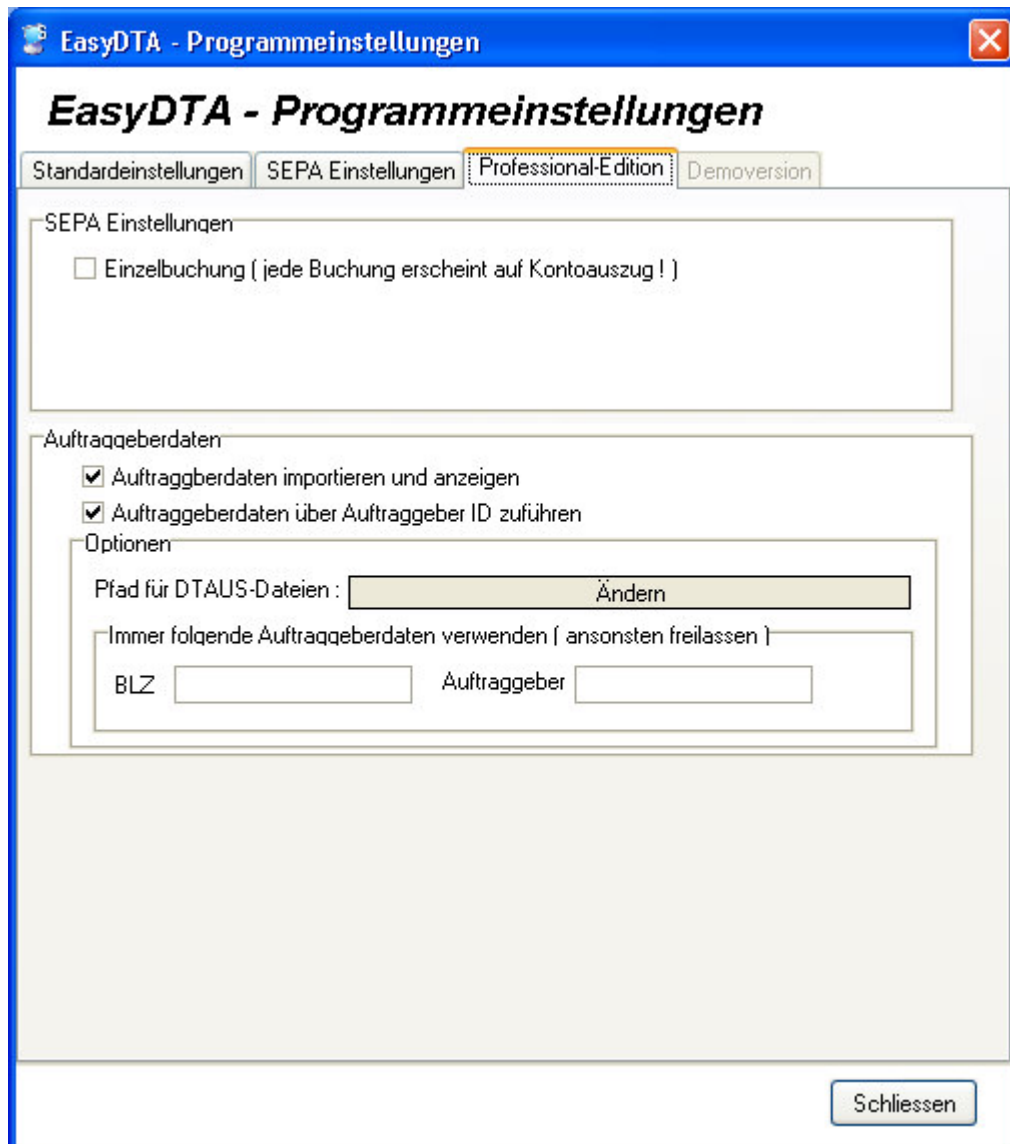 EasyDTA - Programmeinstellungen
EasyDTA - Programmeinstellungen
Standardeinstellungen SEPA Einstellungen Professional-Edition Demoversion
SEPA Einstellungen
Einzelbuchung ( jede Buchung erscheint auf Kontoauszug ! )
Auftraggeberdaten
Auftraggberdaten importieren und anzeigen
Auftraggeberdaten über Auftraggeber ID zuführen
Optionen
Pfad für DTAUS-Dateien : Ändern
Immer folgende Auftraggeberdaten verwenden ( ansonsten freilassen )
BLZ Auftraggeber
Schliessen